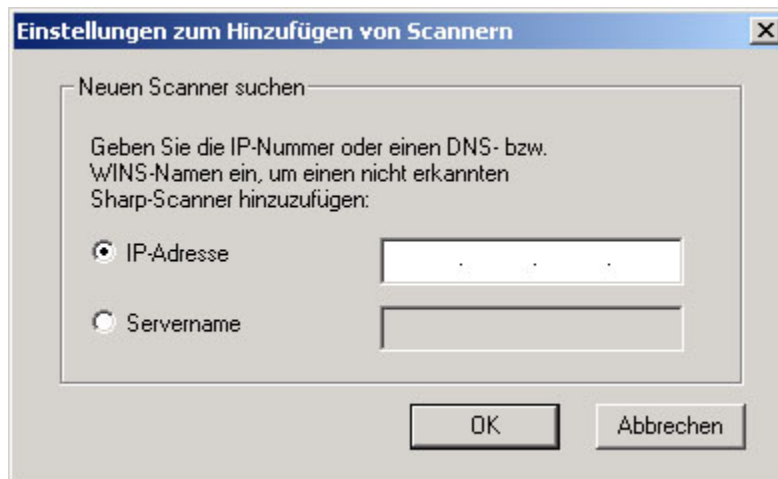 Einstellungen zum Hinzufügen von Scannern
Neuen Scanner suchen
Geben Sie die IP-Nummer oder einen DNS- bzw.
WINS-Namen ein, um einen nicht erkannten
Sharp-Scanner hinzuzufügen:
IP-Adresse . . .
Servername
OK Abbrechen